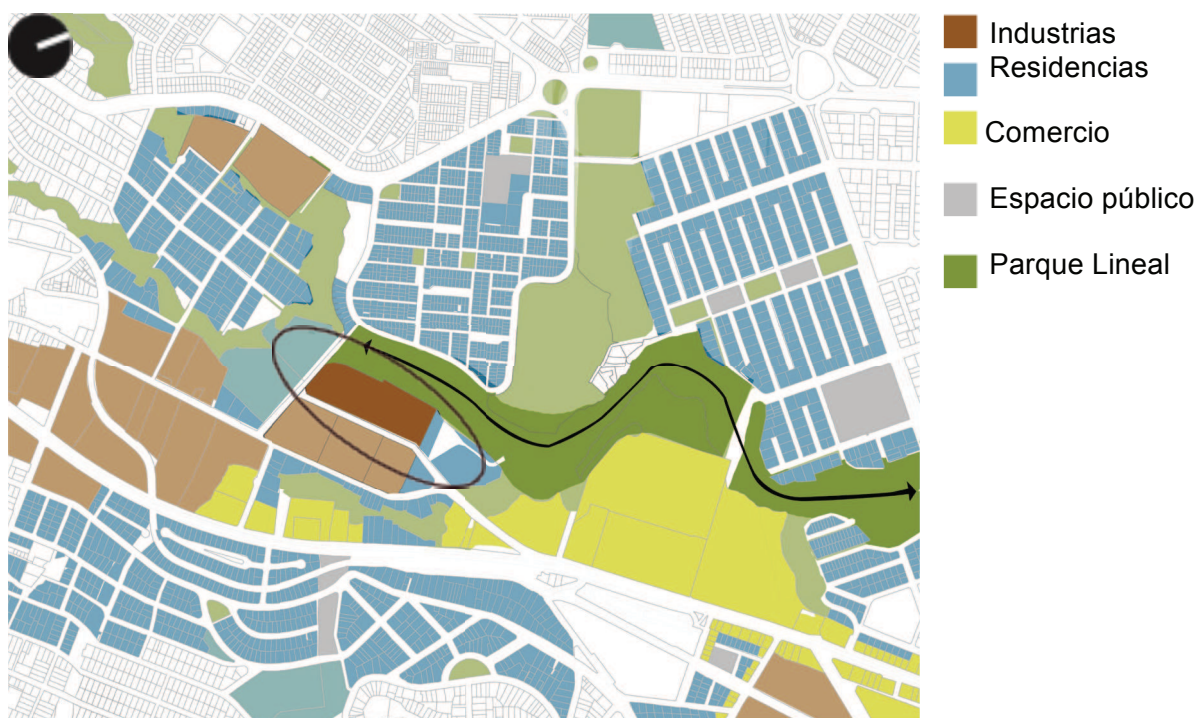 Industrias
Residencias
Comercio
Espacio público
Parque Lineal